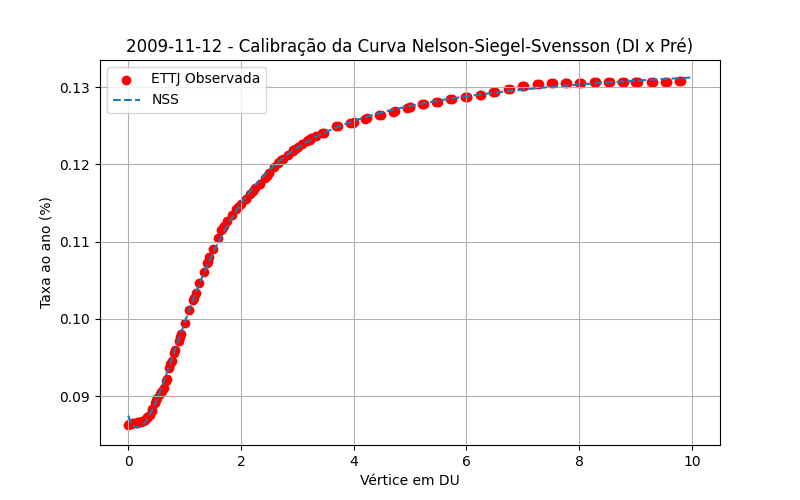 2009-11-12 - Calibração da Curva Nelson-Siegel-Svensson (DI x Pré)
ETTJ Observada
NSS
0.13
0.12
0.11
0.10
0.09
Taxa ao ano (%)
0 2 4 6 8 10
Vértice em DU